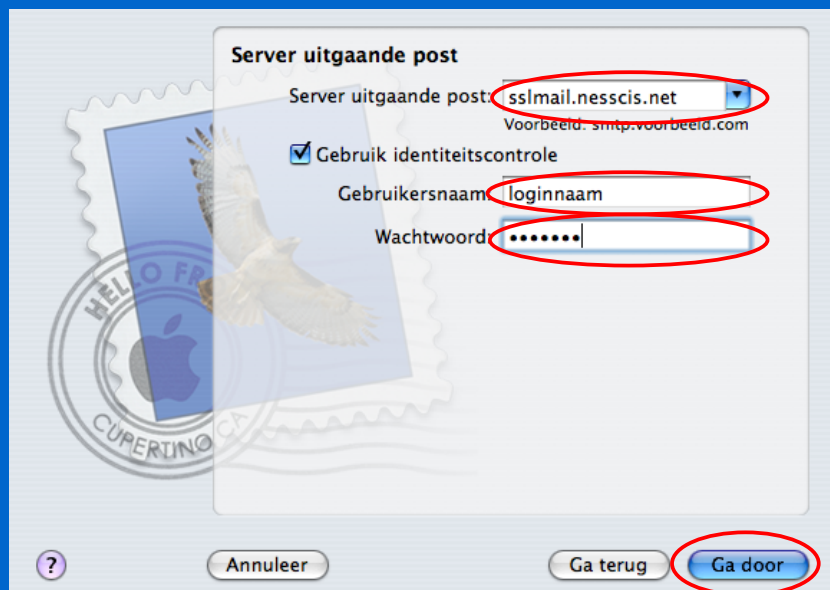 Server uitgaande post
Server uitgaande post: sslmail.nesscis.net
Voorbeeld: smtp.voorbeeld.com
Gebruik identiteitscontrole
Gebruikersnaam: loginnaam
Wachtwoord: •••••••
HELLO FR
CUPERTINO CA
? Annuleer Ga terug Ga door